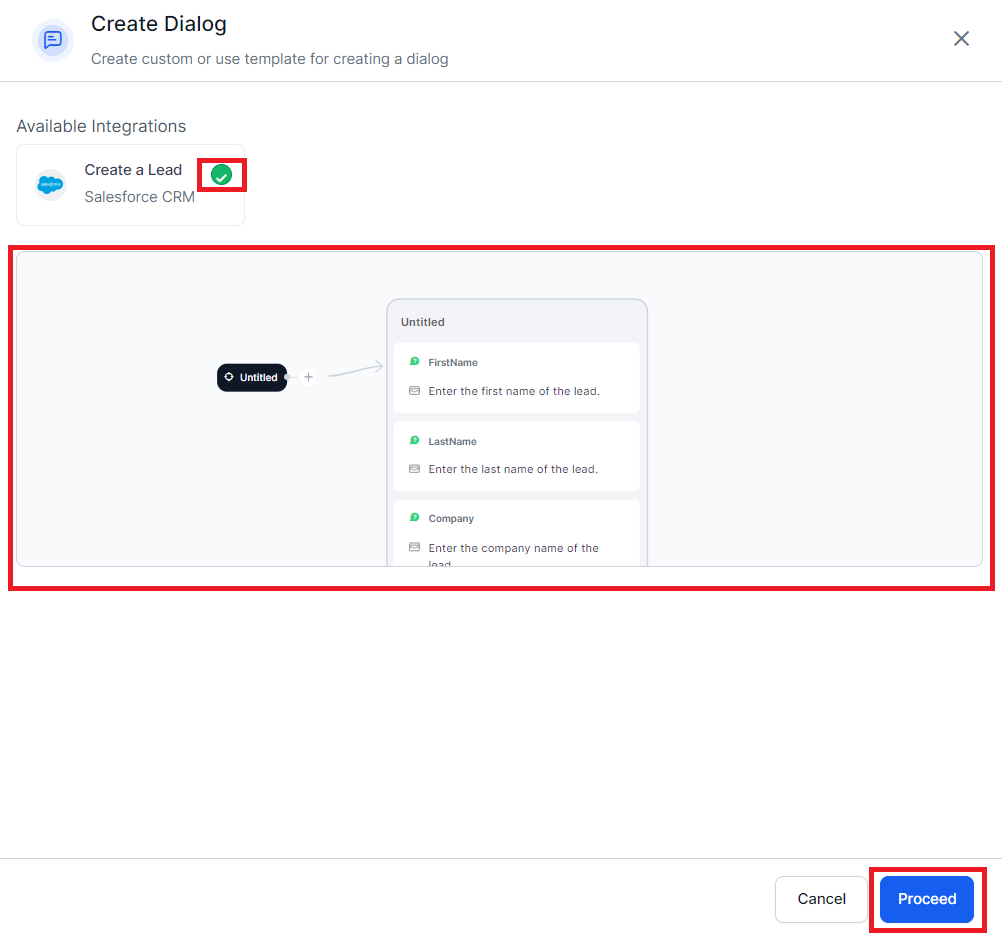 Create Dialog
Create custom or use template for creating a dialog
Available Integrations
Create a Lead
Salesforce CRM
salesforce
Untitled
Untitled
FirstName
Enter the first name of the lead.
LastName
Enter the last name of the lead.
Company
Enter the company name of the
lead
Cancel
Proceed